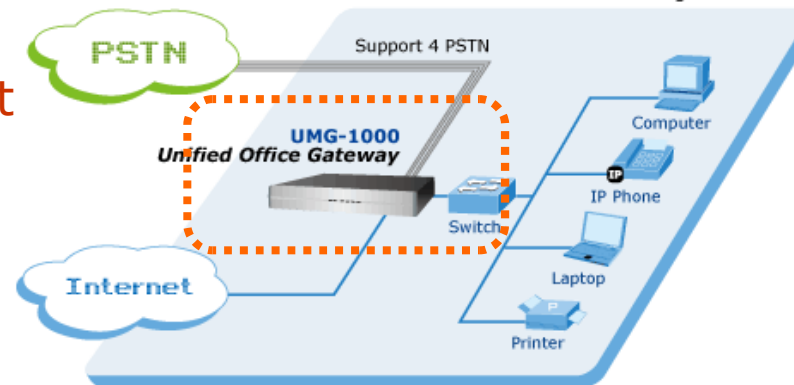 PSTN
Support 4 PSTN
t
UMG-1000
Unified Office Gateway
Computer
IP
IP Phone
Switch
Internet
Laptop
P
Printer